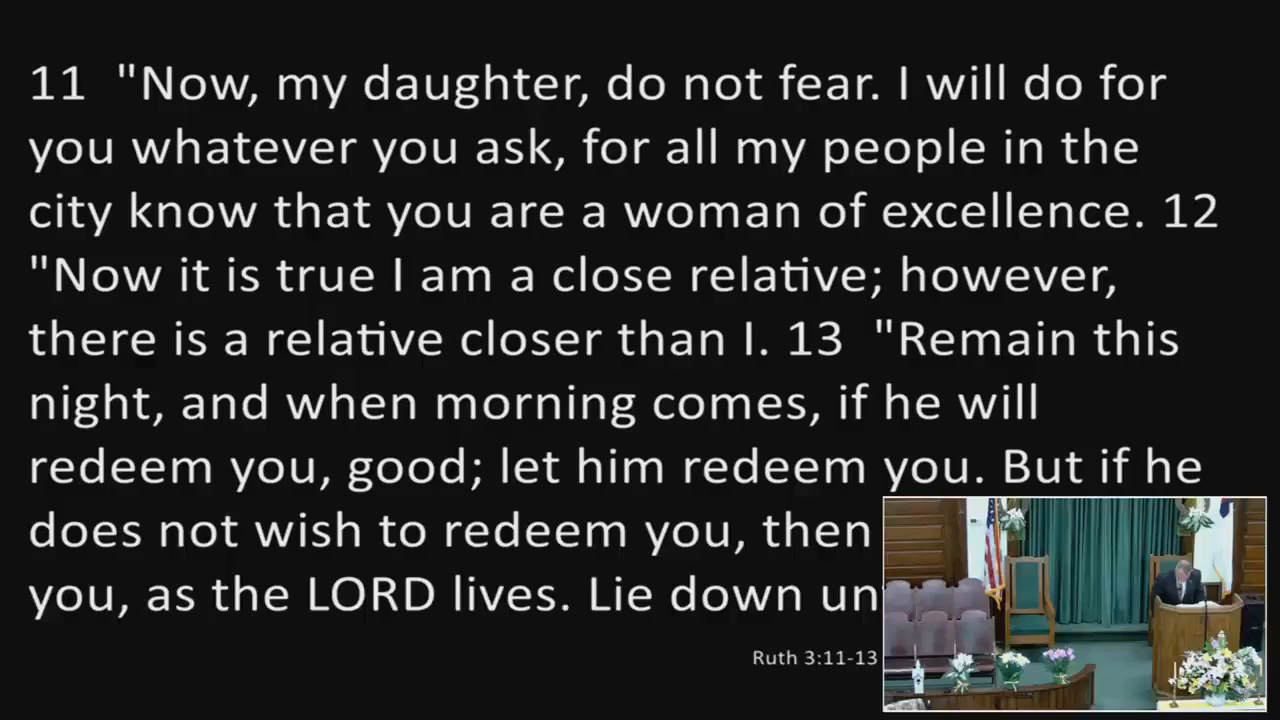 11 "Now, my daughter, do not fear. I will do for
you whatever you ask, for all my people in the
city know that you are a woman of excellence. 12
"Now it is true I am a close relative; however,
there is a relative closer than I. 13 "Remain this
night, and when morning comes, if he will
redeem you, good; let him redeem you. But if he
does not wish to redeem you, then
you, as the LORD lives. Lie down
Ruth 3:11-13